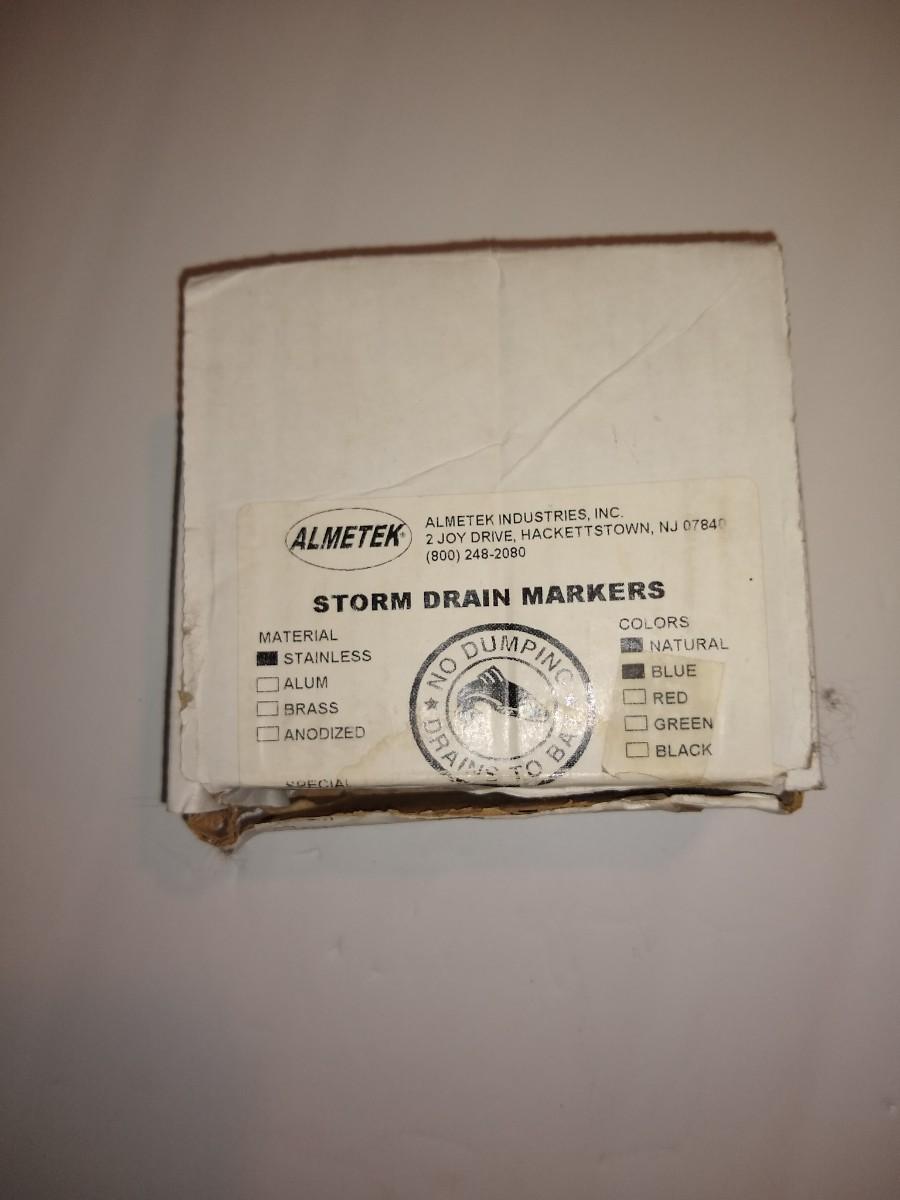 ALMETEK
ALMETEK INDUSTRIES, INC.
2 JOY DRIVE, HACKETTSTOWN, NJ 07840
(800) 248-2080
STORM DRAIN MARKERS
MATERIAL
STAINLESS
ALUM
BRASS
ANODIZED
SPECIAL
NO DUMPING
DRAINS TO BA
COLORS
NATURAL
BLUE
RED
GREEN
BLACK